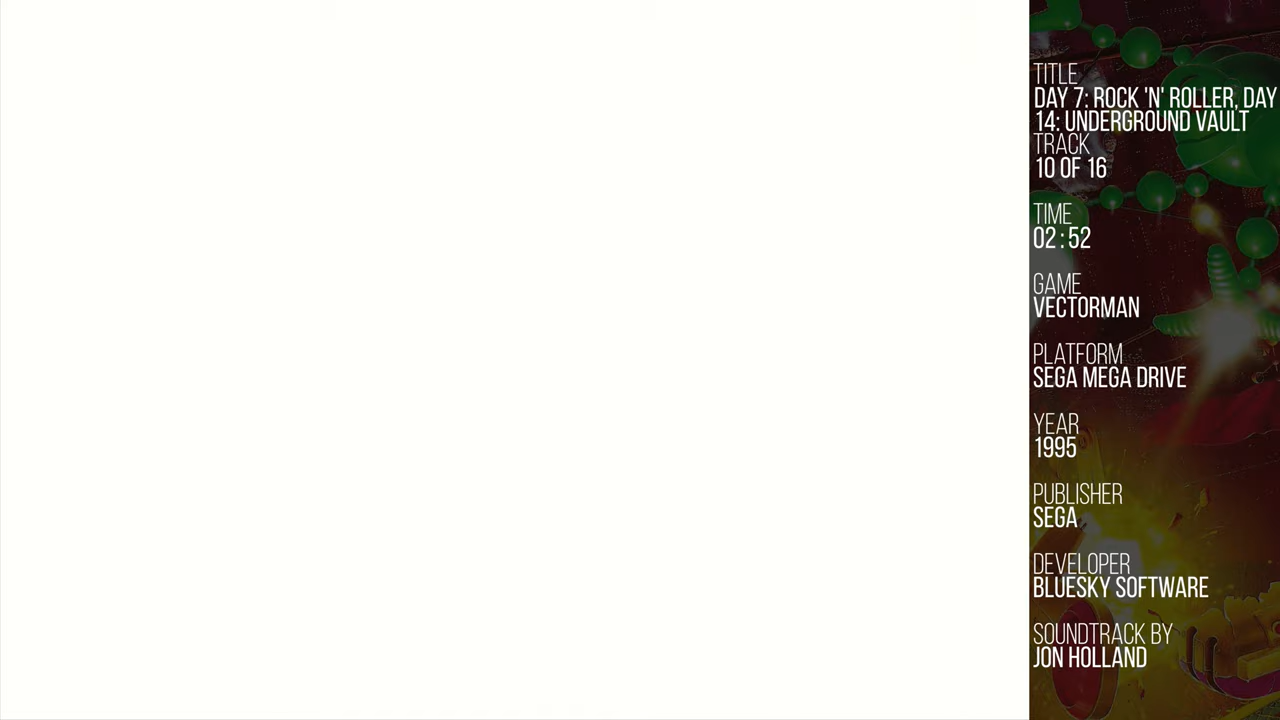 TITLE
DAY 7: ROCK 'N' ROLLER, DAY
14: UNDERGROUND VAULT
TRACK
10 OF 16
TIME
02:52
GAME
VECTORMAN
PLATFORM
SEGA MEGA DRIVE
YEAR
1995
PUBLISHER
SEGA
DEVELOPER
BLUESKY SOFTWARE
SOUNDTRACK BY
JON HOLLAND